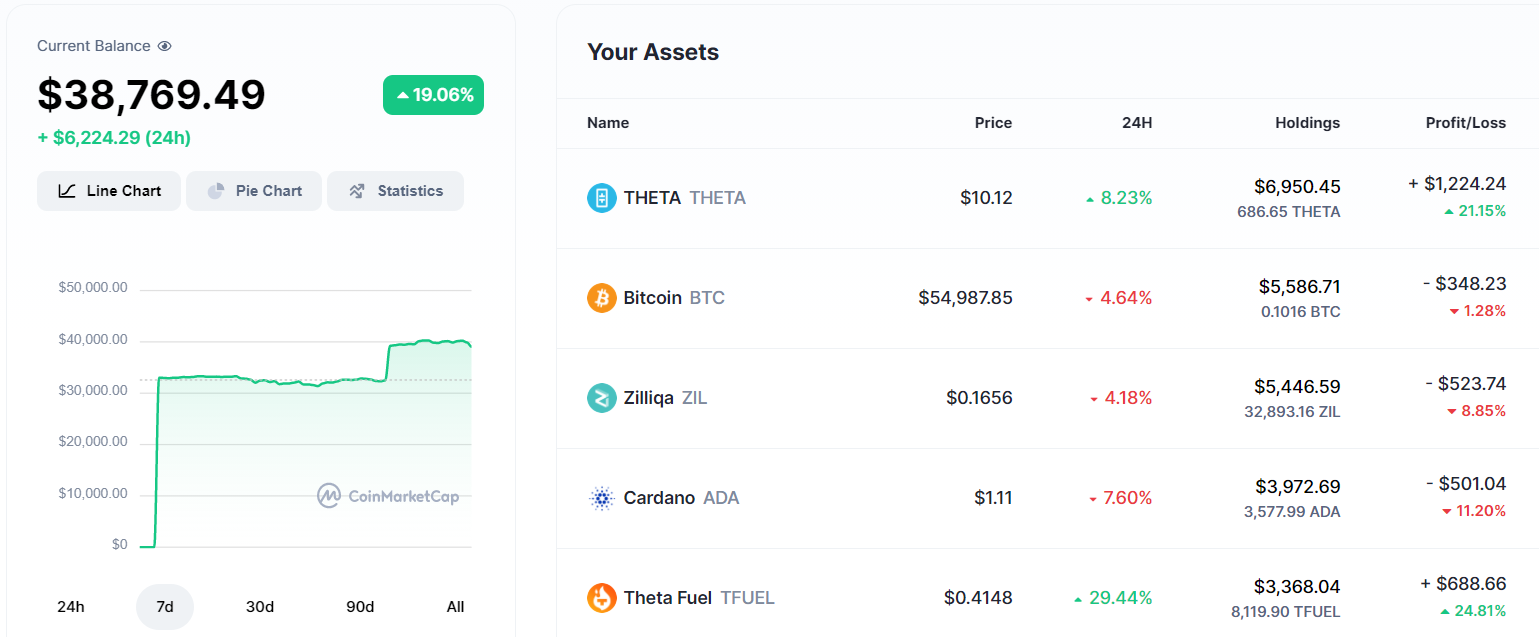 Current Balance
$38,769.49
19.06%
+ $6,224.29 (24h)
Line Chart
Pie Chart
Statistics
$50,000.00
$40,000.00
$30,000.00
$20,000.00
$10,000.00
$0
CoinMarketCap
24h 7d 30d 90d All
Your Assets
Name Price 24H Holdings Profit/Loss
THETA THETA $10.12 8.23% $6,950.45 + $1,224.24
686.65 THETA 21.15%
Bitcoin BTC $54,987.85 4.64% $5,586.71 - $348.23
0.1016 BTC 1.28%
Zilliqa ZIL $0.1656 4.18% $5,446.59 - $523.74
32,893.16 ZIL 8.85%
Cardano ADA $1.11 7.60% $3,972.69 - $501.04
3,577.99 ADA 11.20%
Theta Fuel TFUEL $0.4148 29.44% $3,368.04 + $688.66
8,119.90 TFUEL 24.81%